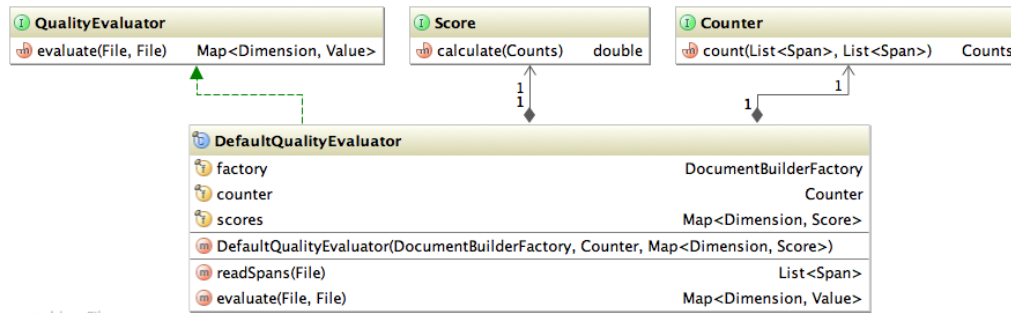 QualityEvaluator
evaluate(File, File) Map<Dimension, Value>
Score
calculate(Counts) double
Counter
count(List<Span>, List<Span>) Counts
1
1
1
1
DefaultQualityEvaluator
factory DocumentBuilderFactory
counter Counter
scores Map<Dimension, Score>
DefaultQualityEvaluator(DocumentBuilderFactory, Counter, Map<Dimension, Score>)
readSpans(File) List<Span>
evaluate(File, File) Map<Dimension, Value>